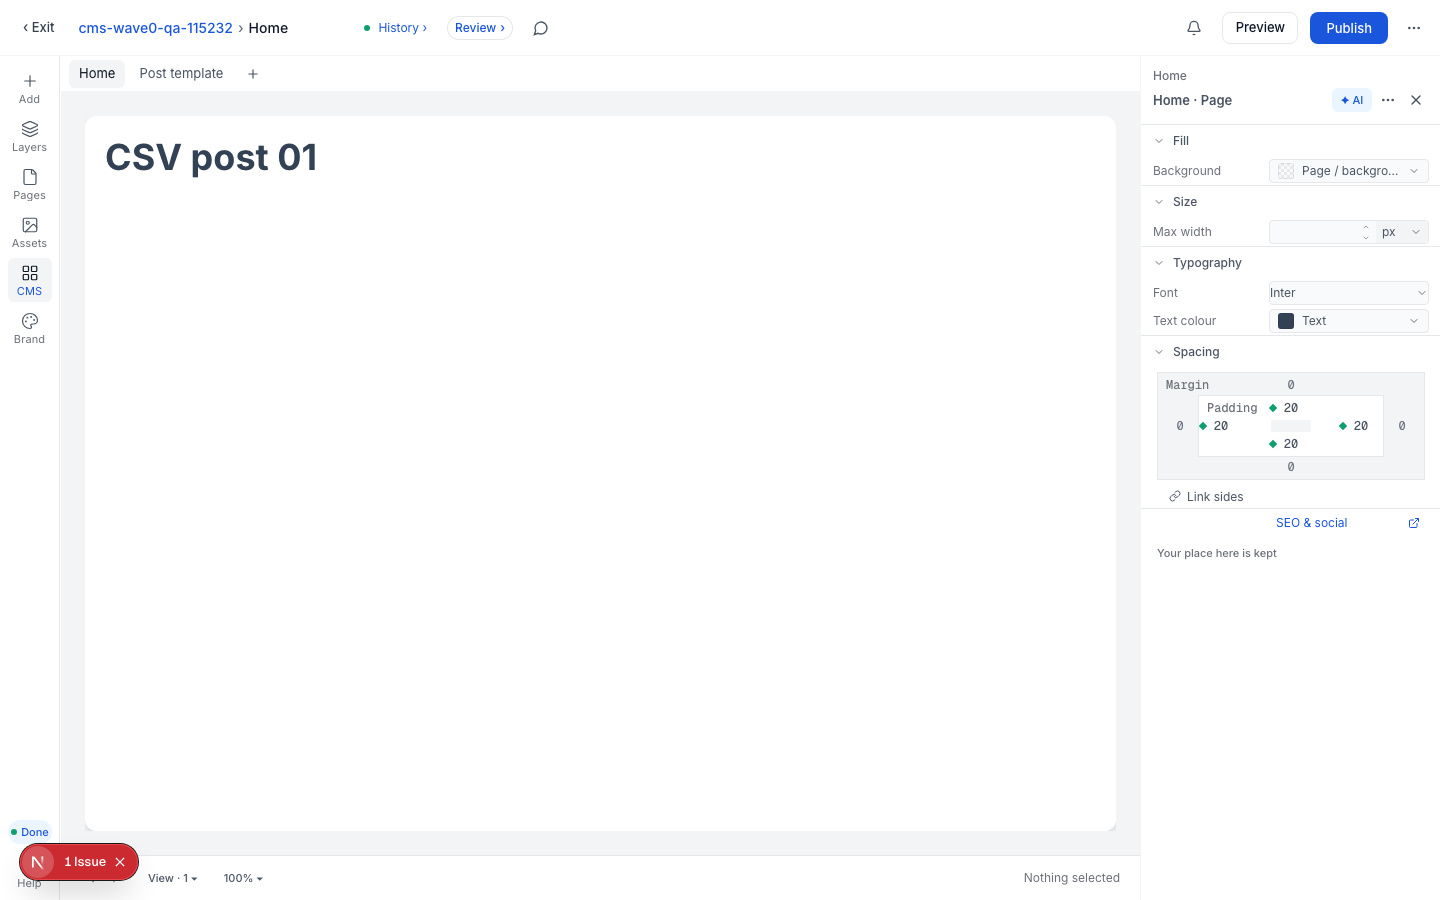 ‹ Exit
cms-wave0-qa-115232 › Home
History ›
Review ›
Preview
Publish
Add
Layers
Pages
Assets
CMS
Brand
Home
Post template
CSV post 01
Home
Home · Page
AI
Fill
Background
Page / backgro...
Size
Max width
px
Typography
Font
Inter
Text colour
Text
Spacing
Margin
0
Padding
20
0
20
20
0
20
0
Link sides
SEO & social
Your place here is kept
Done
N
1 Issue
Help
View · 1
100%
Nothing selected